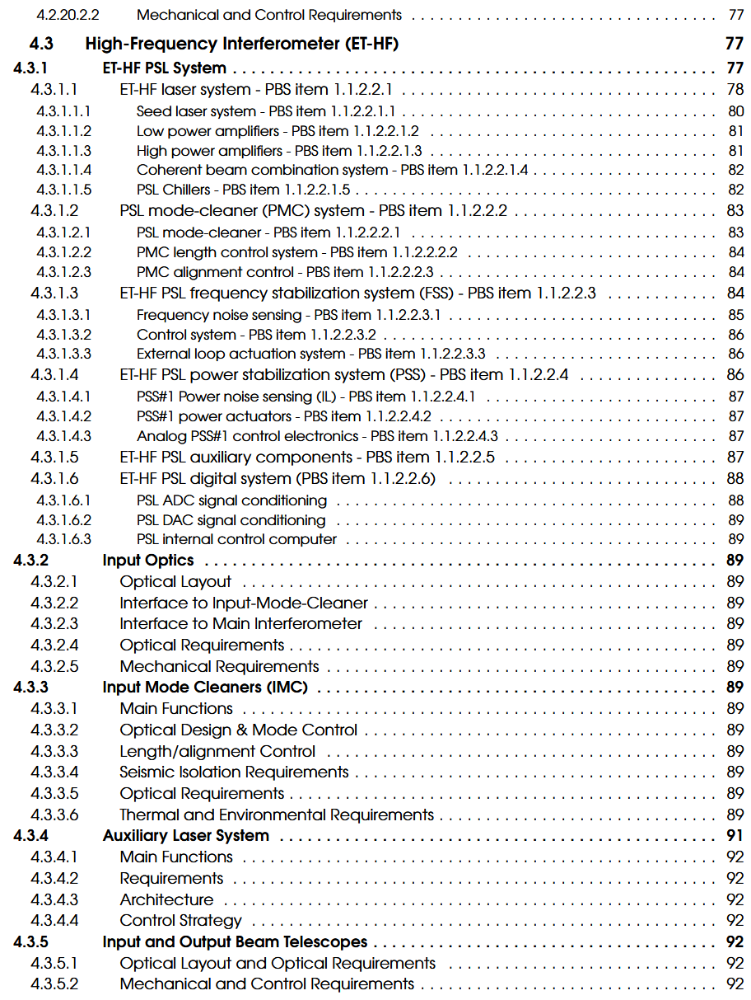 4.2.20.2.2 Mechanical and Control Requirements . . . . . . . . . . . . . . . . . . . . . . . . . . . . . . . . . 77
4.3 High-Frequency Interferometer (ET-HF) 77
4.3.1 ET-HF PSL System . . . . . . . . . . . . . . . . . . . . . . . . . . . . . . . . . . . . . . . . . . . . . . . . . . . . 77
4.3.1.1 ET-HF laser system - PBS item 1.1.2.2.1 . . . . . . . . . . . . . . . . . . . . . . . . . . . . . . . . . . 78
4.3.1.1.1 Seed laser system - PBS item 1.1.2.2.1.1 . . . . . . . . . . . . . . . . . . . . . . . . . . . . . . . . . . 80
4.3.1.1.2 Low power amplifiers - PBS item 1.1.2.2.1.2 . . . . . . . . . . . . . . . . . . . . . . . . . . . . . . . 81
4.3.1.1.3 High power amplifiers - PBS item 1.1.2.2.1.3 . . . . . . . . . . . . . . . . . . . . . . . . . . . . . . . 81
4.3.1.1.4 Coherent beam combination system - PBS item 1.1.2.2.1.4 . . . . . . . . . . . . . . . . . . . . 82
4.3.1.1.5 PSL Chillers - PBS item 1.1.2.2.1.5 . . . . . . . . . . . . . . . . . . . . . . . . . . . . . . . . . . . . . . . 82
4.3.1.2 PSL mode-cleaner (PMC) system - PBS item 1.1.2.2.2 . . . . . . . . . . . . . . . . . . . . . . 83
4.3.1.2.1 PSL mode-cleaner - PBS item 1.1.2.2.2.1 . . . . . . . . . . . . . . . . . . . . . . . . . . . . . . . . . 83
4.3.1.2.2 PMC length control system - PBS item 1.1.2.2.2.2 . . . . . . . . . . . . . . . . . . . . . . . . . . . 84
4.3.1.2.3 PMC alignment control - PBS item 1.1.2.2.2.3 . . . . . . . . . . . . . . . . . . . . . . . . . . . . . . 84
4.3.1.3 ET-HF PSL frequency stabilization system (FSS) - PBS item 1.1.2.2.3 . . . . . . . . . . . . 84
4.3.1.3.1 Frequency noise sensing - PBS item 1.1.2.2.3.1 . . . . . . . . . . . . . . . . . . . . . . . . . . . . . 85
4.3.1.3.2 Control system - PBS item 1.1.2.2.3.2 . . . . . . . . . . . . . . . . . . . . . . . . . . . . . . . . . . . . 86
4.3.1.3.3 External loop actuation system - PBS item 1.1.2.2.3.3 . . . . . . . . . . . . . . . . . . . . . . . . 86
4.3.1.4 ET-HF PSL power stabilization system (PSS) - PBS item 1.1.2.2.4 . . . . . . . . . . . . . . . 86
4.3.1.4.1 PSS#1 Power noise sensing (IL) - PBS item 1.1.2.2.4.1 . . . . . . . . . . . . . . . . . . . . . . . . . 87
4.3.1.4.2 PSS#1 power actuators - PBS item 1.1.2.2.4.2 . . . . . . . . . . . . . . . . . . . . . . . . . . . . . . 87
4.3.1.4.3 Analog PSS#1 control electronics - PBS item 1.1.2.2.4.3 . . . . . . . . . . . . . . . . . . . . . . . 87
4.3.1.5 ET-HF PSL auxiliary components - PBS item 1.1.2.2.5 . . . . . . . . . . . . . . . . . . . . . . . 87
4.3.1.6 ET-HF PSL digital system (PBS item 1.1.2.2.6) . . . . . . . . . . . . . . . . . . . . . . . . . . . . . 88
4.3.1.6.1 PSL ADC signal conditioning . . . . . . . . . . . . . . . . . . . . . . . . . . . . . . . . . . . . . . . . . 88
4.3.1.6.2 PSL DAC signal conditioning . . . . . . . . . . . . . . . . . . . . . . . . . . . . . . . . . . . . . . . . . 89
4.3.1.6.3 PSL internal control computer . . . . . . . . . . . . . . . . . . . . . . . . . . . . . . . . . . . . . . . . 89
4.3.2 Input Optics . . . . . . . . . . . . . . . . . . . . . . . . . . . . . . . . . . . . . . . . . . . . . . . . . . . . . . . 89
4.3.2.1 Optical Layout . . . . . . . . . . . . . . . . . . . . . . . . . . . . . . . . . . . . . . . . . . . . . . . . . . . 89
4.3.2.2 Interface to Input-Mode-Cleaner . . . . . . . . . . . . . . . . . . . . . . . . . . . . . . . . . . . . . 89
4.3.2.3 Interface to Main Interferometer . . . . . . . . . . . . . . . . . . . . . . . . . . . . . . . . . . . . . 89
4.3.2.4 Optical Requirements . . . . . . . . . . . . . . . . . . . . . . . . . . . . . . . . . . . . . . . . . . . . . 89
4.3.2.5 Mechanical Requirements . . . . . . . . . . . . . . . . . . . . . . . . . . . . . . . . . . . . . . . . . . 89
4.3.3 Input Mode Cleaners (IMC) . . . . . . . . . . . . . . . . . . . . . . . . . . . . . . . . . . . . . . . . . . . 89
4.3.3.1 Main Functions . . . . . . . . . . . . . . . . . . . . . . . . . . . . . . . . . . . . . . . . . . . . . . . . . . . 89
4.3.3.2 Optical Design & Mode Control . . . . . . . . . . . . . . . . . . . . . . . . . . . . . . . . . . . . . . 89
4.3.3.3 Length/alignment Control . . . . . . . . . . . . . . . . . . . . . . . . . . . . . . . . . . . . . . . . . . 89
4.3.3.4 Seismic Isolation Requirements . . . . . . . . . . . . . . . . . . . . . . . . . . . . . . . . . . . . . . . 89
4.3.3.5 Optical Requirements . . . . . . . . . . . . . . . . . . . . . . . . . . . . . . . . . . . . . . . . . . . . . 89
4.3.3.6 Thermal and Environmental Requirements . . . . . . . . . . . . . . . . . . . . . . . . . . . . . . 89
4.3.4 Auxiliary Laser System . . . . . . . . . . . . . . . . . . . . . . . . . . . . . . . . . . . . . . . . . . . . . . . 91
4.3.4.1 Main Functions . . . . . . . . . . . . . . . . . . . . . . . . . . . . . . . . . . . . . . . . . . . . . . . . . . . 92
4.3.4.2 Requirements . . . . . . . . . . . . . . . . . . . . . . . . . . . . . . . . . . . . . . . . . . . . . . . . . . . . 92
4.3.4.3 Architecture . . . . . . . . . . . . . . . . . . . . . . . . . . . . . . . . . . . . . . . . . . . . . . . . . . . . . 92
4.3.4.4 Control Strategy . . . . . . . . . . . . . . . . . . . . . . . . . . . . . . . . . . . . . . . . . . . . . . . . . . 92
4.3.5 Input and Output Beam Telescopes . . . . . . . . . . . . . . . . . . . . . . . . . . . . . . . . . . . . . 92
4.3.5.1 Optical Layout and Optical Requirements . . . . . . . . . . . . . . . . . . . . . . . . . . . . . 92
4.3.5.2 Mechanical and Control Requirements . . . . . . . . . . . . . . . . . . . . . . . . . . . . . . . . 92